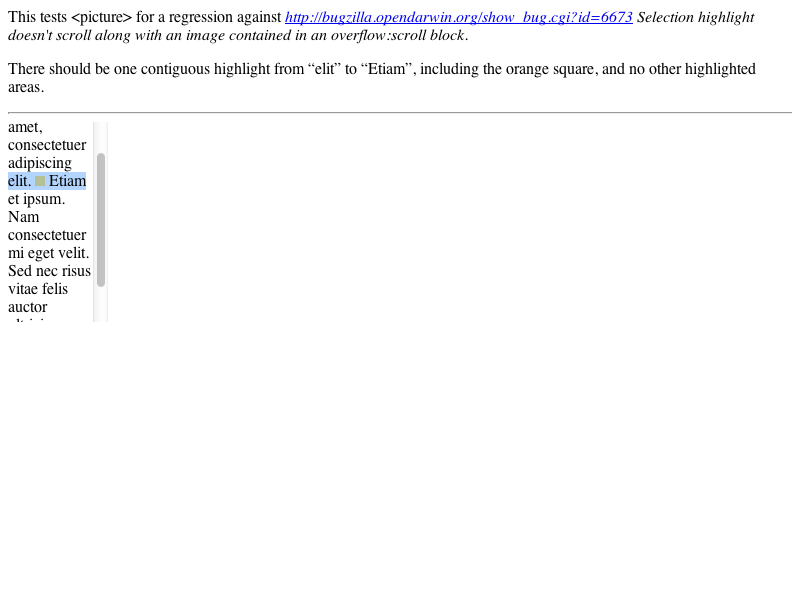 This tests <picture> for a regression against http://bugzilla.opendarwin.org/show_bug.cgi?id=6673 Selection highlight
doesn't scroll along with an image contained in an overflow:scroll block.
There should be one contiguous highlight from “elit” to “Etiam”, including the orange square, and no other highlighted
areas.
amet,
consectetuer
adipiscing
elit. Etiam
et ipsum.
Nam
consectetuer
mi eget velit.
Sed nec risus
vitae felis
auctor